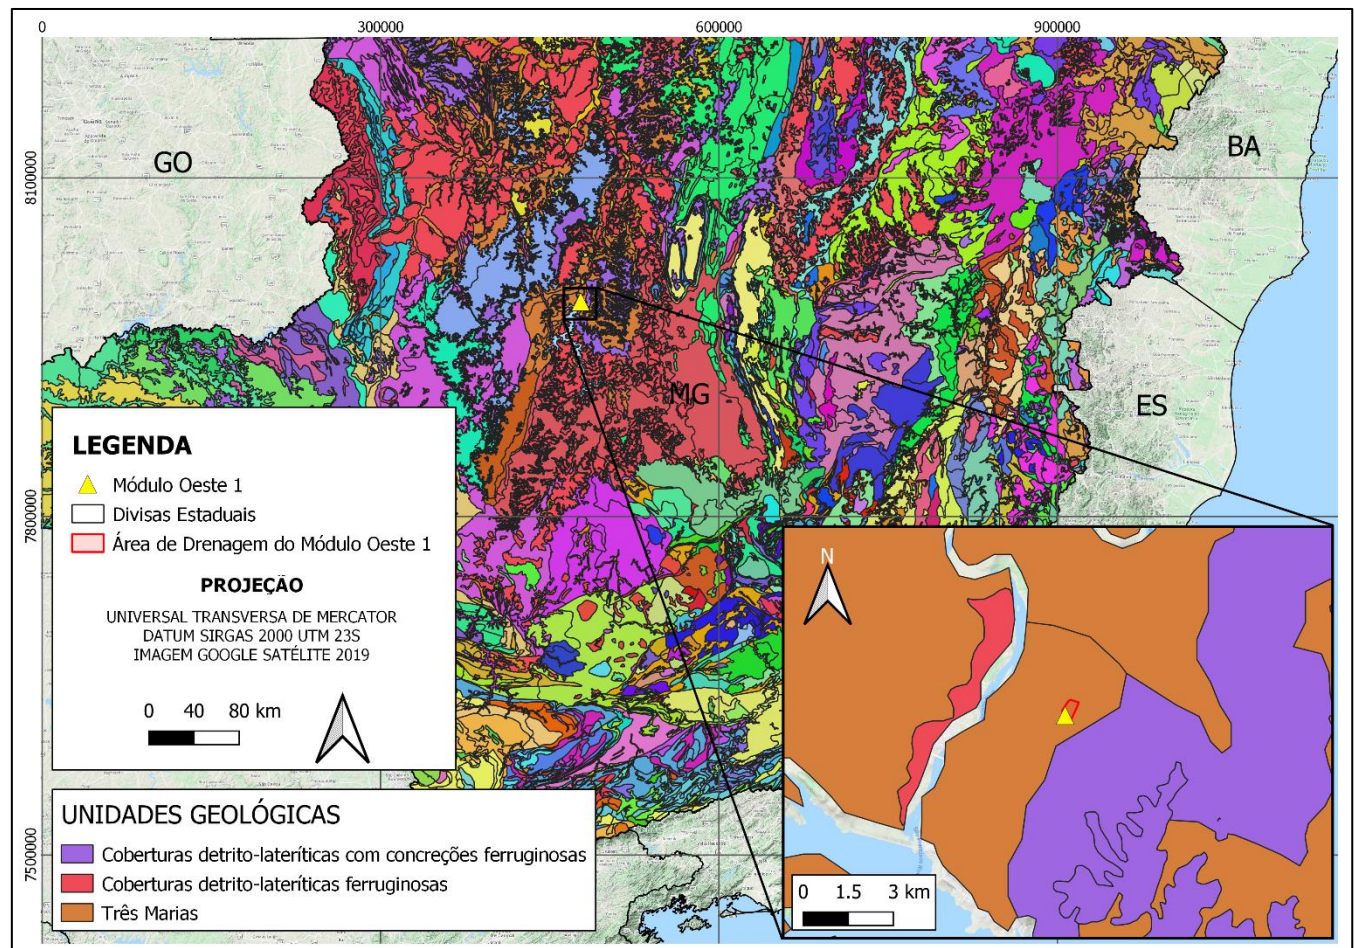 0
300000
600000
900000
8100000
7800000
7500000
GO
BA
MG
ES
LEGENDA
Módulo Oeste 1
Divisas Estaduais
Área de Drenagem do Módulo Oeste 1
PROJEÇÃO
UNIVERSAL TRANSVERSA DE MERCATOR
DATUM SIRGAS 2000 UTM 23S
IMAGEM GOOGLE SATÉLITE 2019
0 40 80 km
UNIDADES GEOLÓGICAS
Coberturas detrito-lateríticas com concreções ferruginosas
Coberturas detrito-lateríticas ferruginosas
Três Marias
N
0 1.5 3 km